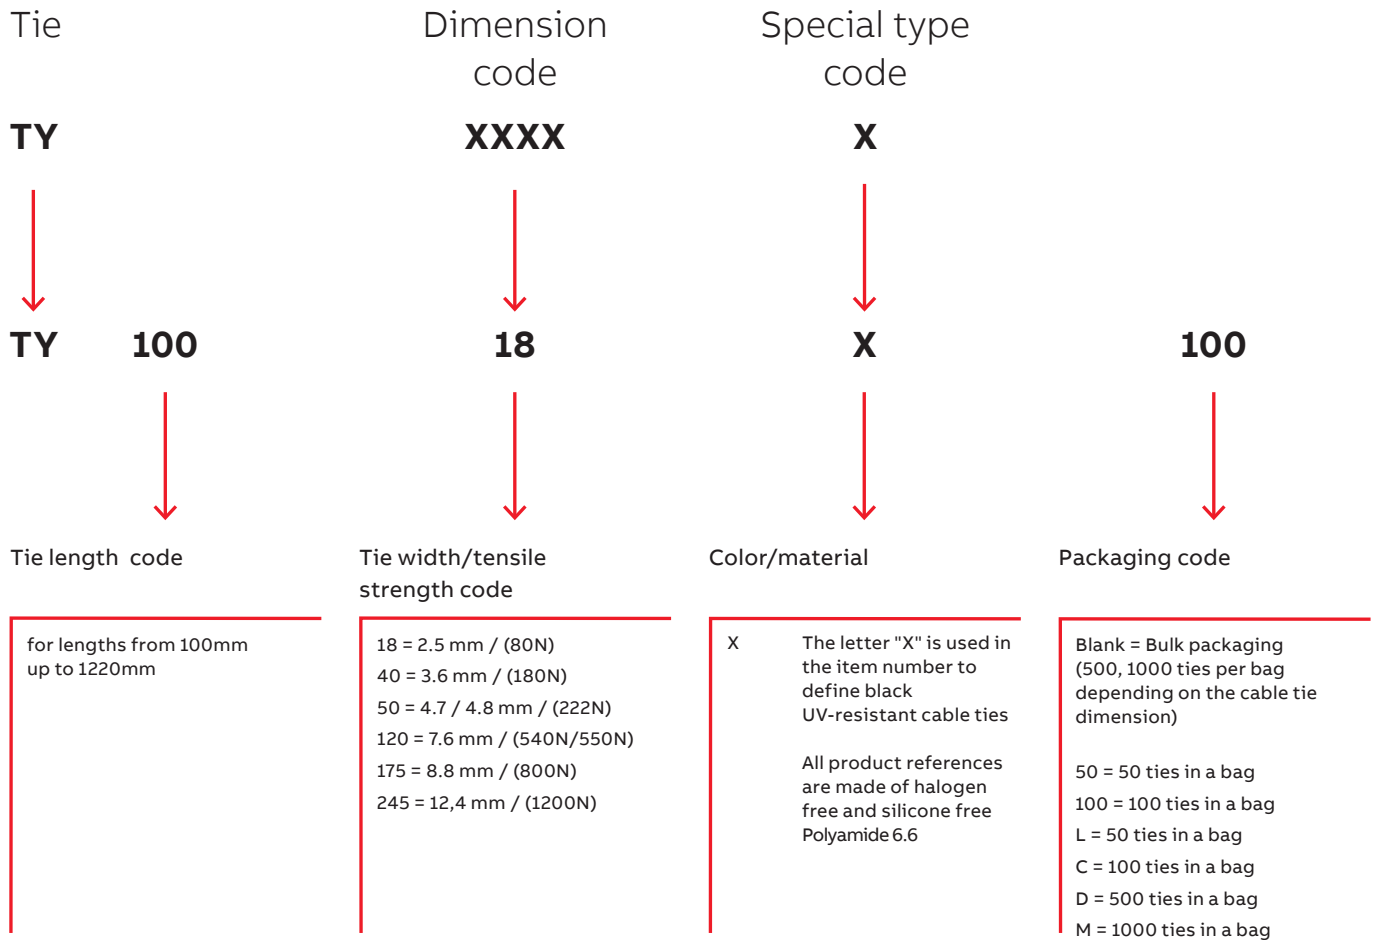 Tie
Dimension
code
Special type
code
TY
XXXX
X
TY
100
18
X
100
Tie length code
for lengths from 100mm
up to 1220mm
Tie width/tensile
strength code
18 = 2.5 mm / (80N)
40 = 3.6 mm / (180N)
50 = 4.7 / 4.8 mm / (222N)
120 = 7.6 mm / (540N/550N)
175 = 8.8 mm / (800N)
245 = 12,4 mm / (1200N)
Color/material
X
The letter "X" is used in
the item number to
define black
UV-resistant cable ties
All product references
are made of halogen
free and silicone free
Polyamide 6.6
Packaging code
Blank = Bulk packaging
(500, 1000 ties per bag
depending on the cable tie
dimension)
50 = 50 ties in a bag
100 = 100 ties in a bag
L = 50 ties in a bag
C = 100 ties in a bag
D = 500 ties in a bag
M = 1000 ties in a bag